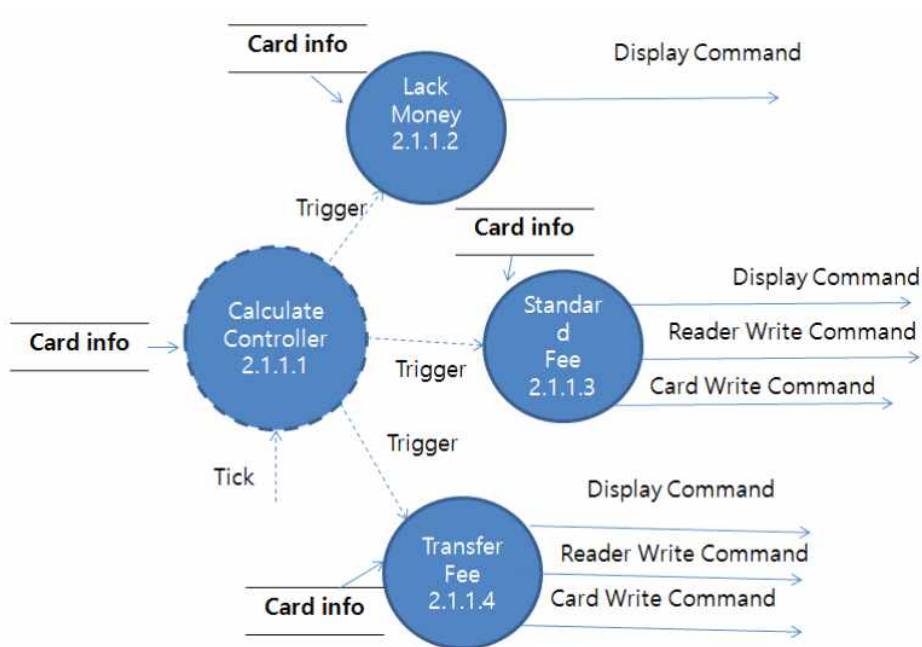 Card info
Display Command
Lack
Money
2.1.1.2
Trigger
Card info
Display Command
Calculate
Controller
2.1.1.1
Standar
d
Fee
2.1.1.3
Reader Write Command
Card info
Trigger
Card Write Command
Trigger
Tick
Display Command
Transfer
Fee
2.1.1.4
Reader Write Command
Card info
Card Write Command